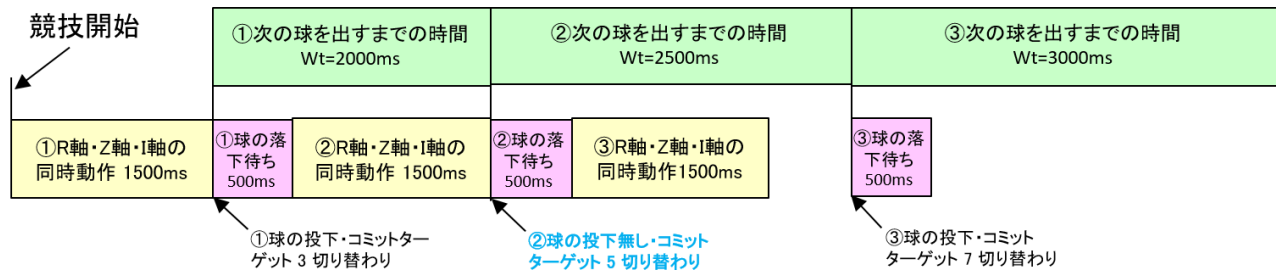 競技開始
①次の球を出すまでの時間
Wt=2000ms
②次の球を出すまでの時間
Wt=2500ms
③次の球を出すまでの時間
Wt=3000ms
①R軸・Z軸・I軸の
同時動作 1500ms
①球の落
下待ち
500ms
②R軸・Z軸・I軸の
同時動作 1500ms
②球の落
下待ち
500ms
③R軸・Z軸・I軸の
同時動作1500ms
③球の落
下待ち
500ms
①球の投下・コミットター
ゲット 3 切り替わり
②球の投下無し・コミット
ターゲット 5 切り替わり
③球の投下・コミット
ターゲット 7 切り替わり